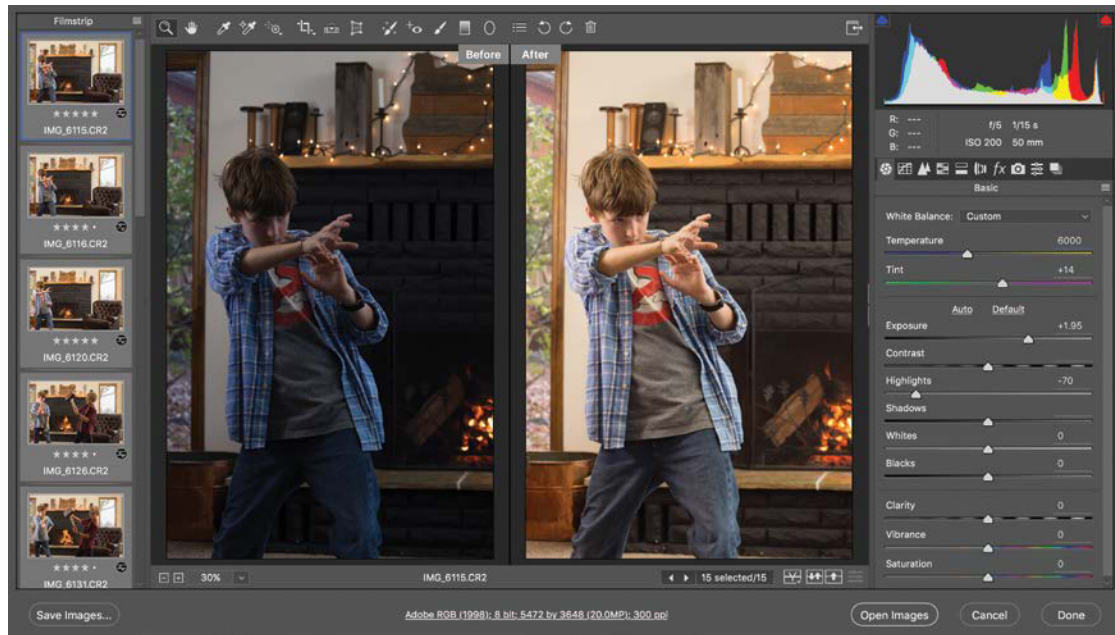 Filmstrip
★★★★★
IMG_6115.CR2
★★★★•
IMG_6116.CR2
★★★★★
IMG_6120.CR2
★★★★•
IMG_6126.CR2
★★★★•
IMG_6131.CR2
Before
After
30%
IMG_6115.CR2
15 selected/15
R: ---
G: ---
B: ---
f/5 1/15 s
ISO 200 50 mm
fx
Basic
White Balance: Custom
Temperature 6000
Tint +14
Auto Default
Exposure +1.95
Contrast
Highlights -70
Shadows
Whites 0
Blacks 0
Clarity 0
Vibrance 0
Saturation 0
Save Images...
Adobe RGB (1998); 8 bit; 5472 by 3648 (20.0MP); 300 ppi
Open Images
Cancel
Done